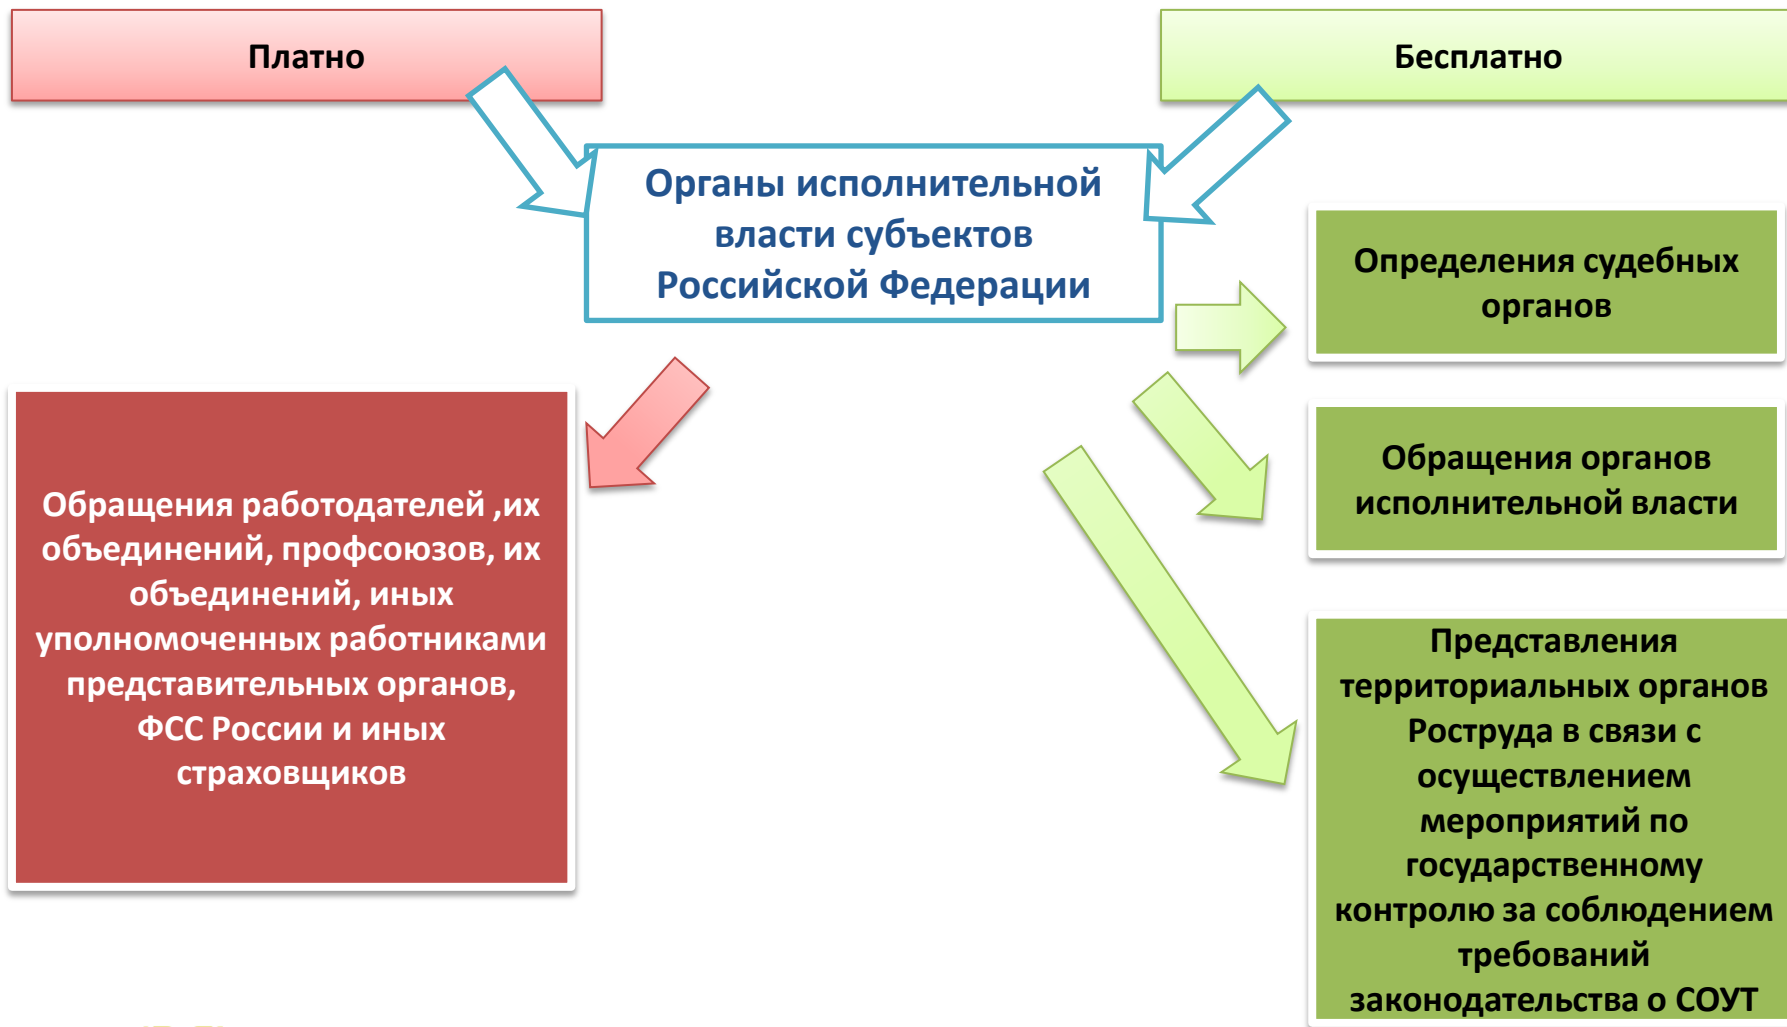 Платно
Бесплатно
Органы исполнительной
власти субъектов
Российской Федерации
Определения судебных
органов
Обращения органов
исполнительной власти
Обращения работодателей ,их
объединений, профсоюзов, их
объединений, иных
уполномоченных работниками
представительных органов,
ФСС России и иных
страховщиков
Представления
территориальных органов
Роструда в связи с
осуществлением
мероприятий по
государственному
контролю за соблюдением
требований
законодательства о СОУТ